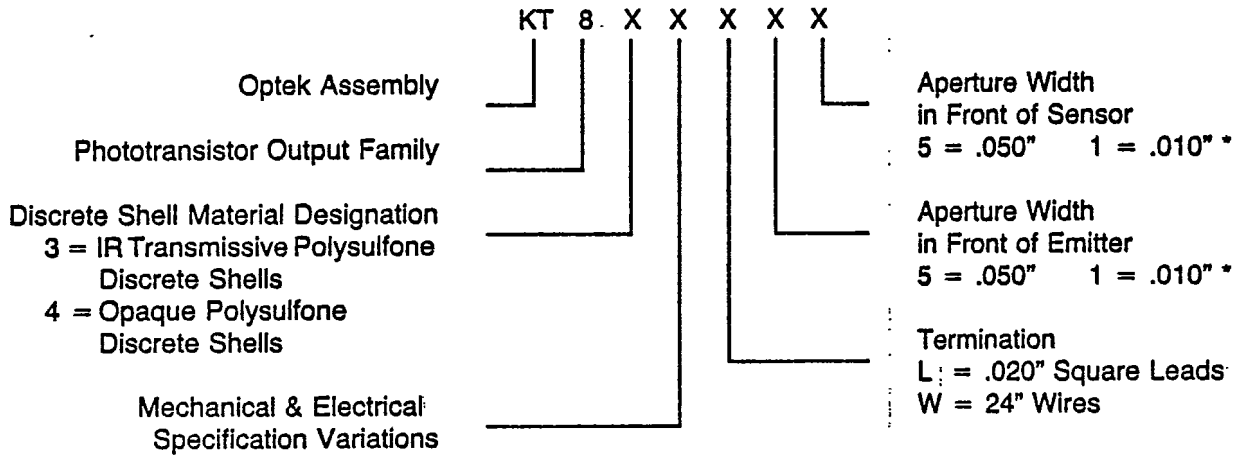 KT 8 X X X X X
Optek Assembly
Phototransistor Output Family
Discrete Shell Material Designation
3 = IR Transmissive Polysulfone
Discrete Shells
4 = Opaque Polysulfone
Discrete Shells
Mechanical & Electrical
Specification Variations
Aperture Width
in Front of Sensor
5 = .050" 1 = .010" *
Aperture Width
in Front of Emitter
5 = .050" 1 = .010" *
Termination
L = .020" Square Leads
W = 24" Wires